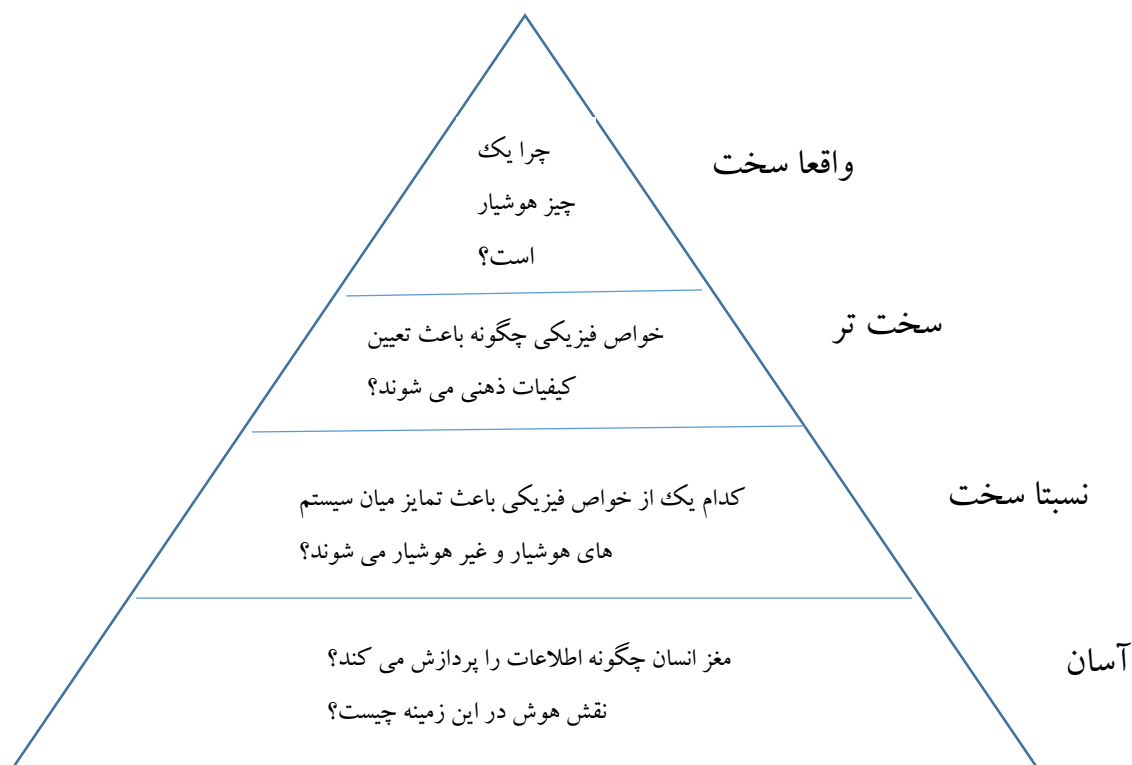 چرا یک
چیز هوشیار
است؟
واقعا سخت
خواص فیزیکی چگونه باعث تعیین
کیفیات ذهنی می شوند؟
سخت تر
کدام یک از خواص فیزیکی باعث تمایز میان سیستم
های هوشیار و غیر هوشیار می شوند؟
نسبتا سخت
مغز انسان چگونه اطلاعات را پردازش می کند؟
نقش هوش در این زمینه چیست؟
آسان